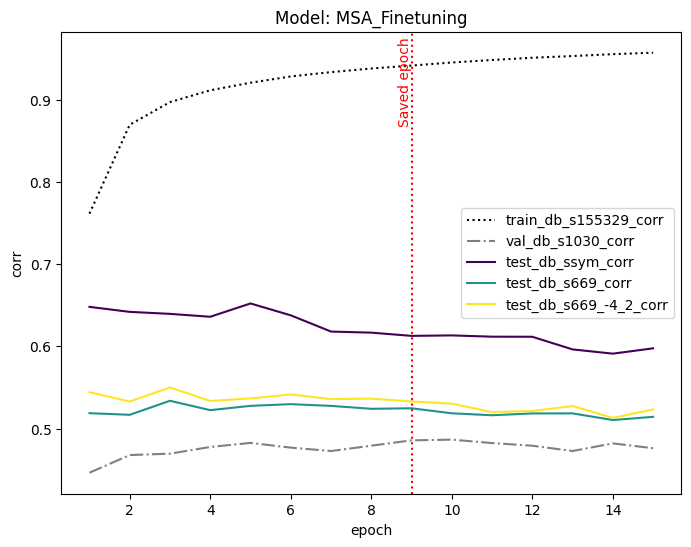 Model: MSA_Finetuning
corr
0.9
0.8
0.7
0.6
0.5
Saved epoch
train_db_s155329_corr
val_db_s1030_corr
test_db_ssym_corr
test_db_s669_corr
test_db_s669_-4_2_corr
2 4 6 8 10 12 14
epoch